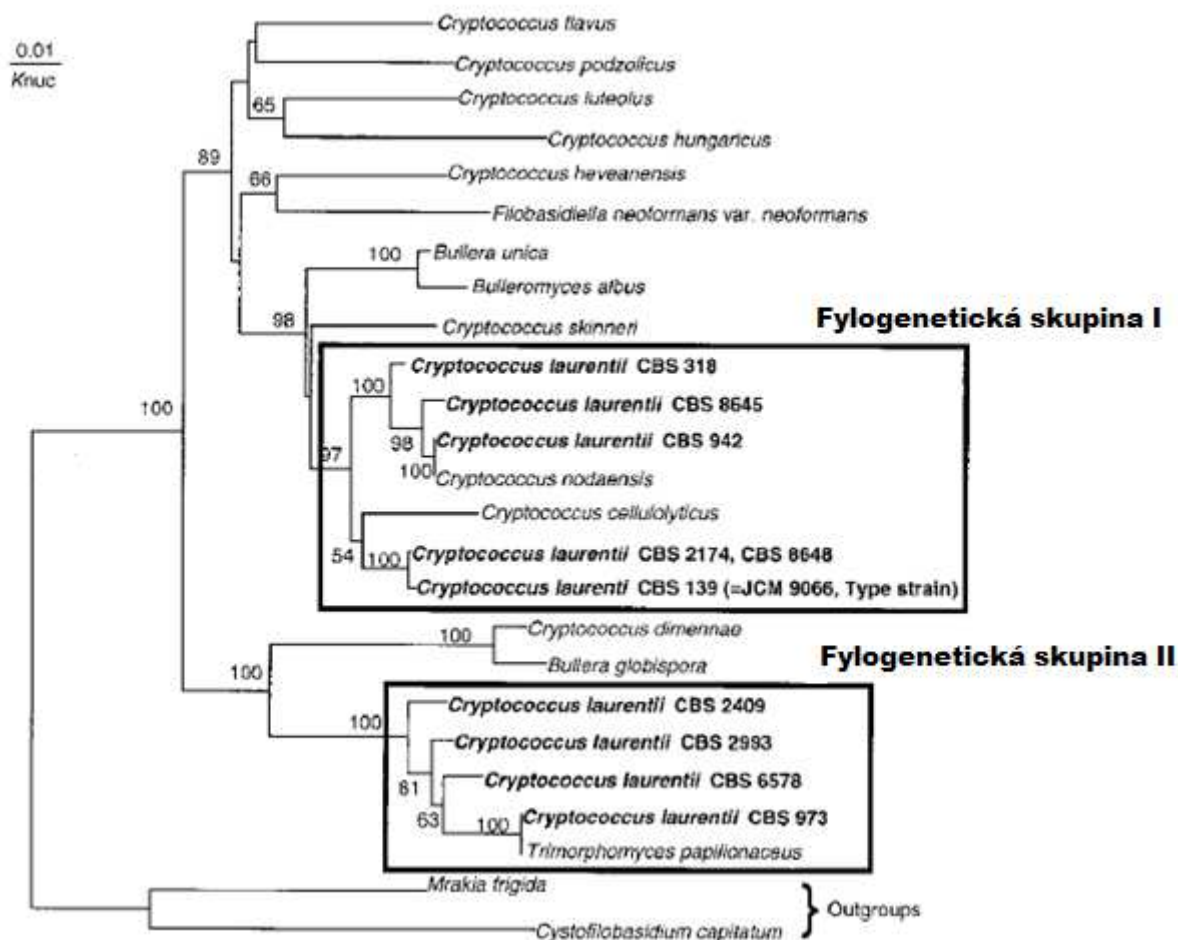 0.01
Knuc
Cryptococcus flavus
Cryptococcus podzolicus
Cryptococcus luteolus
65
Cryptococcus hungaricus
89
Cryptococcus heveanensis
66
Filobasidiella neoformans var. neoformans
Bullera unica
100
Bulleromyces albus
98
Cryptococcus skinneri
Fylogenetická skupina I
Cryptococcus laurentii CBS 318
100
Cryptococcus laurentii CBS 8645
100
Cryptococcus laurentii CBS 942
98
97
100
Cryptococcus nodaensis
Cryptococcus cellulolyticus
Cryptococcus laurentii CBS 2174, CBS 8648
54
100
Cryptococcus laurenti CBS 139 (=JCM 9066, Type strain)
Cryptococcus dimennae
100
Bullera globispora
Fylogenetická skupina II
100
Cryptococcus laurentii CBS 2409
100
Cryptococcus laurentii CBS 2993
Cryptococcus laurentii CBS 6578
81
Cryptococcus laurentii CBS 973
63
100
Trimorphomyces papilionaceus
Mrakia frigida
Outgroups
Cystofilobasidium capitatum